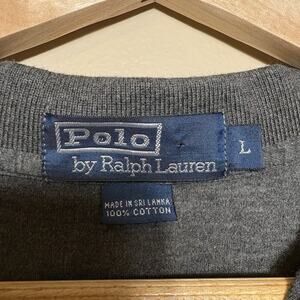 Polo
by Ralph Lauren
L
MADE IN SRI LANKA
100% COTTON